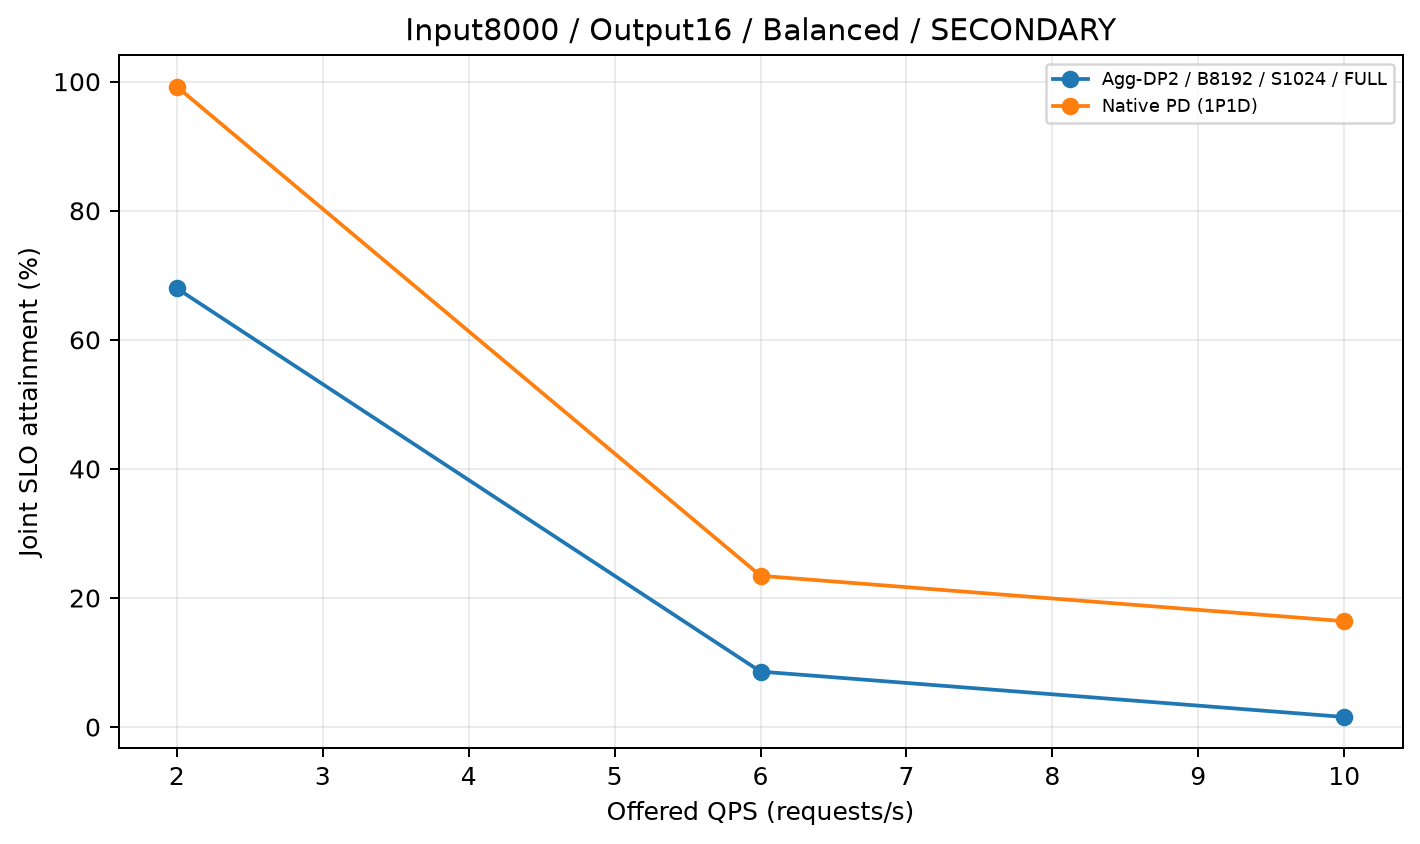 Input8000 / Output16 / Balanced / SECONDARY
Agg-DP2 / B8192 / S1024 / FULL
Native PD (1P1D)
Joint SLO attainment (%)
100
80
60
40
20
0
2 3 4 5 6 7 8 9 10
Offered QPS (requests/s)